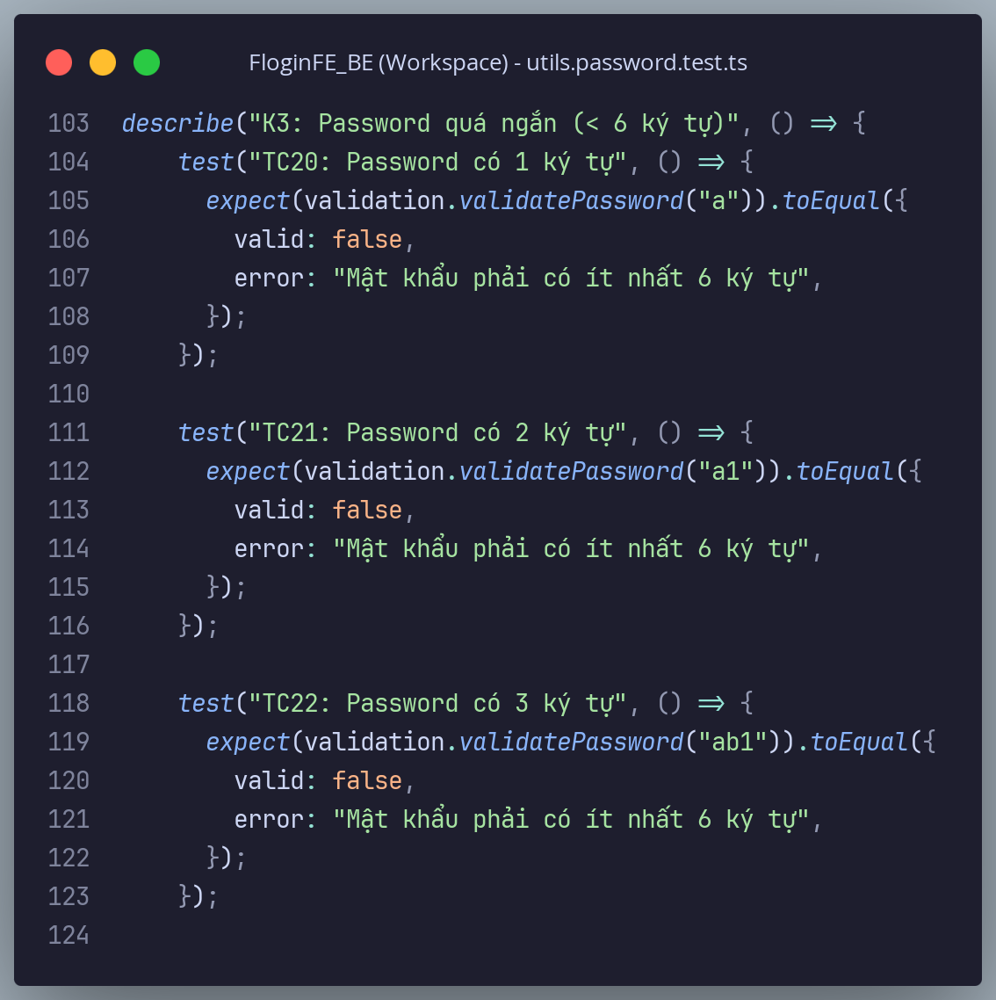 FloginFE_BE (Workspace) - utils.password.test.ts
103 describe("K3: Password quá ngắn (< 6 ký tự)", () => {
104     test("TC20: Password có 1 ký tự", () => {
105       expect(validation.validatePassword("a")).toEqual({
106         valid: false,
107         error: "Mật khẩu phải có ít nhất 6 ký tự",
108       });
109     });
110
111     test("TC21: Password có 2 ký tự", () => {
112       expect(validation.validatePassword("a1")).toEqual({
113         valid: false,
114         error: "Mật khẩu phải có ít nhất 6 ký tự",
115       });
116     });
117
118     test("TC22: Password có 3 ký tự", () => {
119       expect(validation.validatePassword("ab1")).toEqual({
120         valid: false,
121         error: "Mật khẩu phải có ít nhất 6 ký tự",
122       });
123     });
124